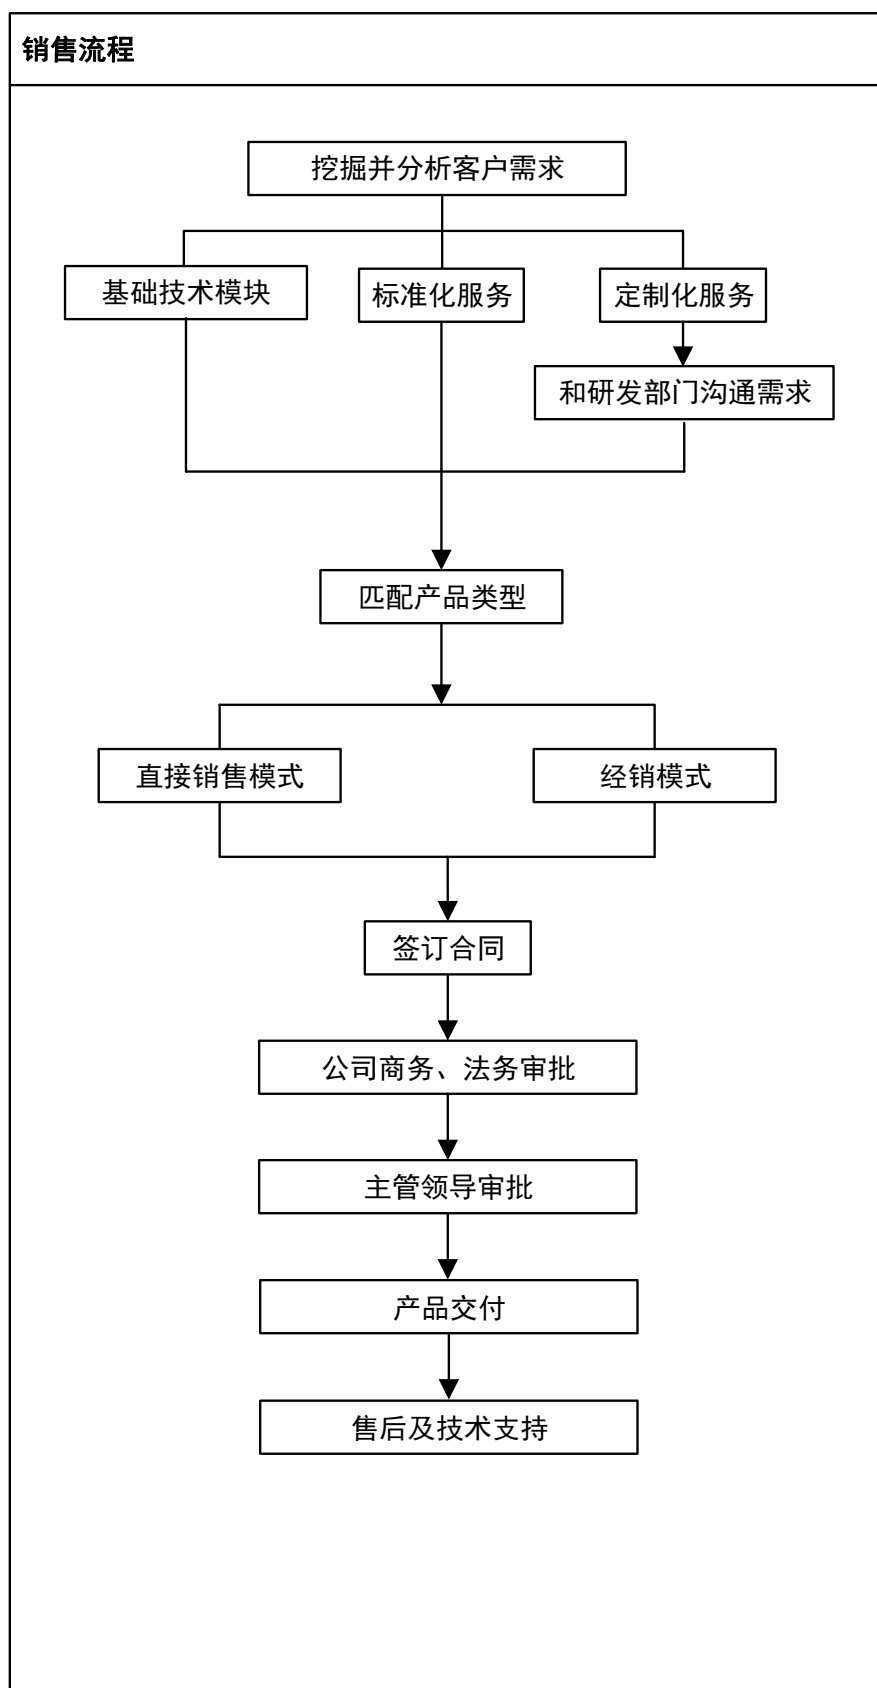 销售流程
挖掘并分析客户需求
基础技术模块
标准化服务
定制化服务
和研发部门沟通需求
匹配产品类型
直接销售模式
经销模式
签订合同
公司商务、法务审批
主管领导审批
产品交付
售后及技术支持